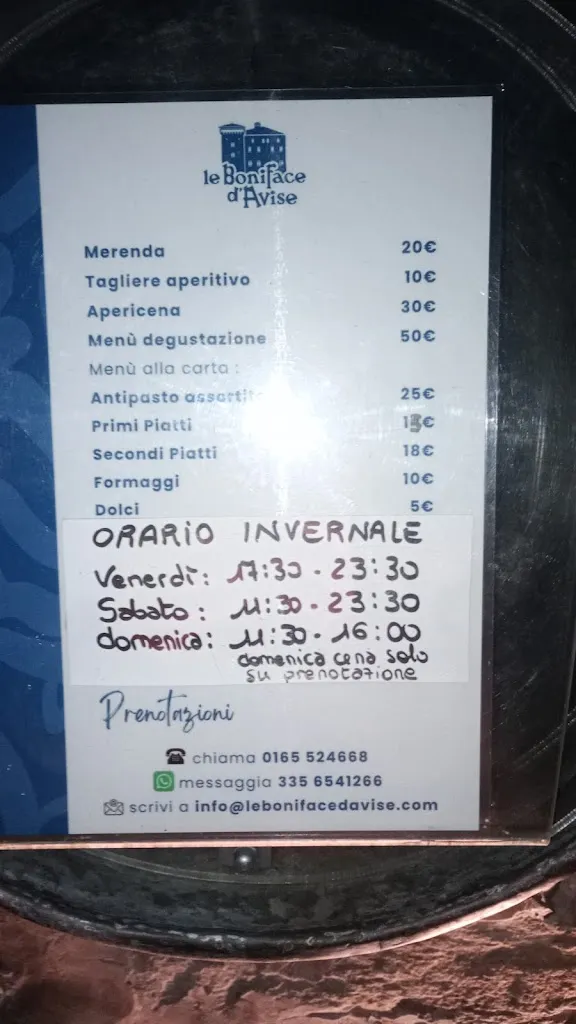 le Boniface
d'Avise
Merenda 20€
Tagliere aperitivo 10€
Apericena 30€
Menù degustazione 50€
Menù alla carta :
Antipasto assortito 25€
Primi Piatti
Secondi Piatti 18€
Formaggi 10€
Dolci 5€
ORARIO INVERNALE
Venerdì: 17:30 - 23:30
Sabato: 11:30 - 23:30
domenica: 11:30 - 16:00
domenica cena solo
su prenotazione
Prenotazioni
chiama 0165 524668
messaggia 335 6541266
scrivi a info@lebonifacedavise.com